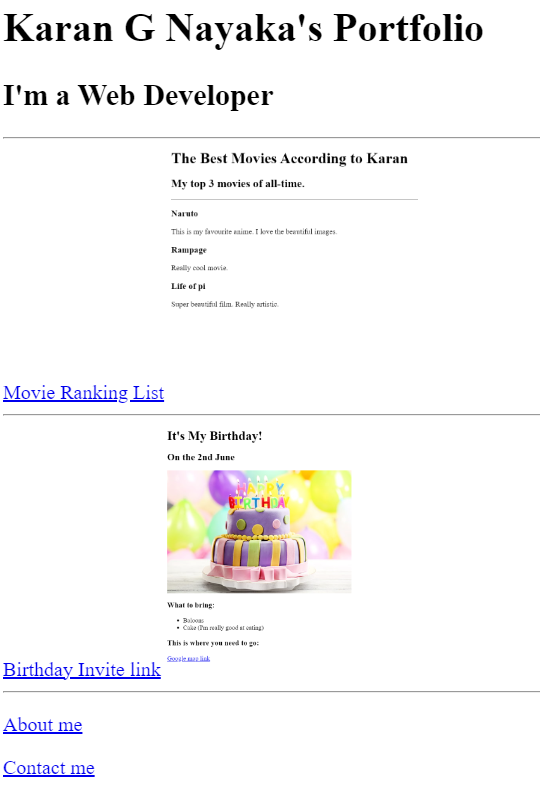 Karan G Nayaka's Portfolio
I'm a Web Developer
The Best Movies According to Karan
My top 3 movies of all-time.
Naruto
This is my favourite anime. I love the beautiful images.
Rampage
Really cool movie.
Life of pi
Super beautiful film. Really artistic.
Movie Ranking List
It's My Birthday!
On the 2nd June
HAPPY
BIRTHDAY
What to bring:
Baloons
Cake (I'm really good at eating)
This is where you need to go:
Google map link
Birthday Invite link
About me
Contact me